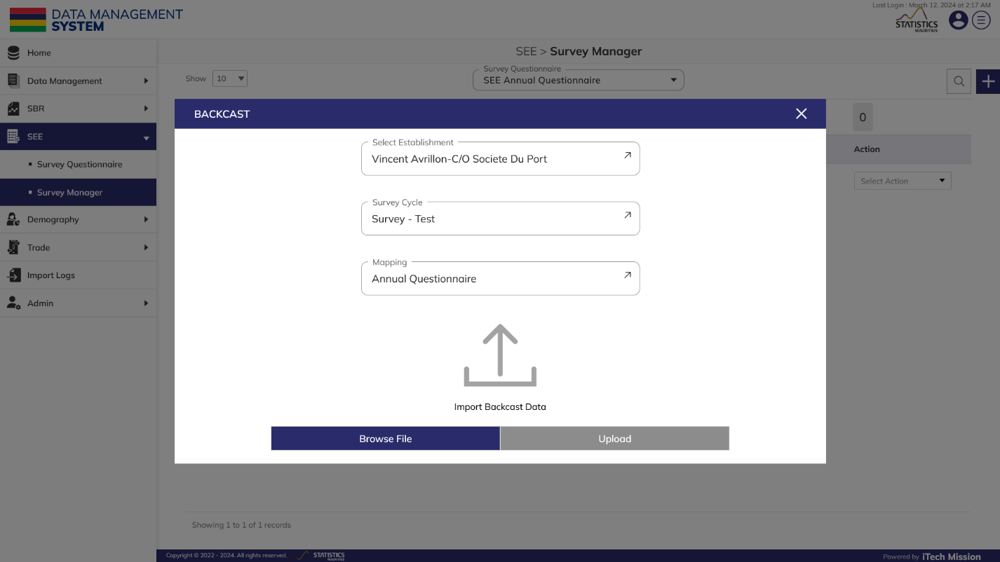 Last Login : March 12, 2024 at 2:17 AM
DATA MANAGEMENT
SYSTEM
STATISTICS
MAURITIUS
Home
Data Management
SBR
SEE
Survey Questionnaire
Survey Manager
Demography
Trade
Import Logs
Admin
SEE > Survey Manager
Show
10
Survey Questionnaire
SEE Annual Questionnaire
0
Action
Select Action
BACKCAST
Select Establishment
Vincent Avrillon-C/O Societe Du Port
Survey Cycle
Survey - Test
Mapping
Annual Questionnaire
Import Backcast Data
Browse File
Upload
Showing 1 to 1 of 1 records
Copyright © 2022 - 2024. All rights reserved.
STATISTICS
MAURITIUS
Powered by iTech Mission